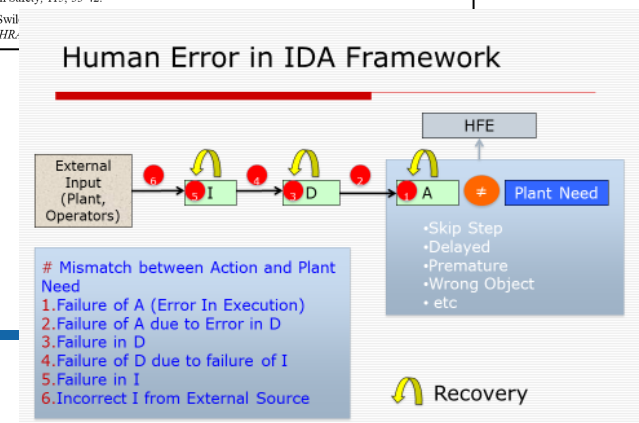 Human Error in IDA Framework
HFE
External
Input
(Plant,
Operators)
6
5 I
4
3 D
2
1 A
≠
Plant Need
•Skip Step
•Delayed
•Premature
•Wrong Object
• etc
# Mismatch between Action and Plant
Need
1.Failure of A (Error In Execution)
2.Failure of A due to Error in D
3.Failure in D
4.Failure of D due to failure of I
5.Failure in I
6.Incorrect I from External Source
Recovery